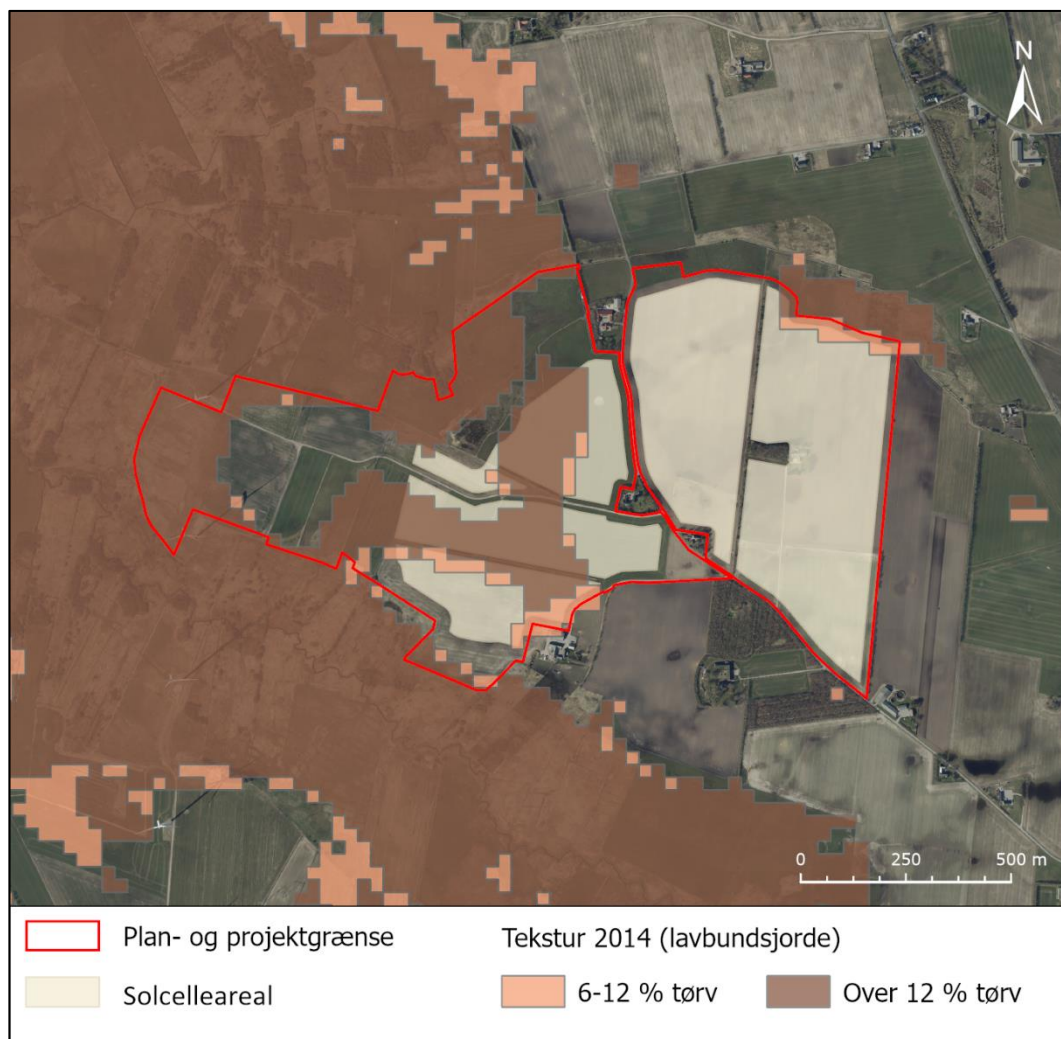 N
0 250 500 m
Plan- og projektgrænse
Tekstur 2014 (lavbundsjorde)
Solcelleareal
6-12 % tørv
Over 12 % tørv